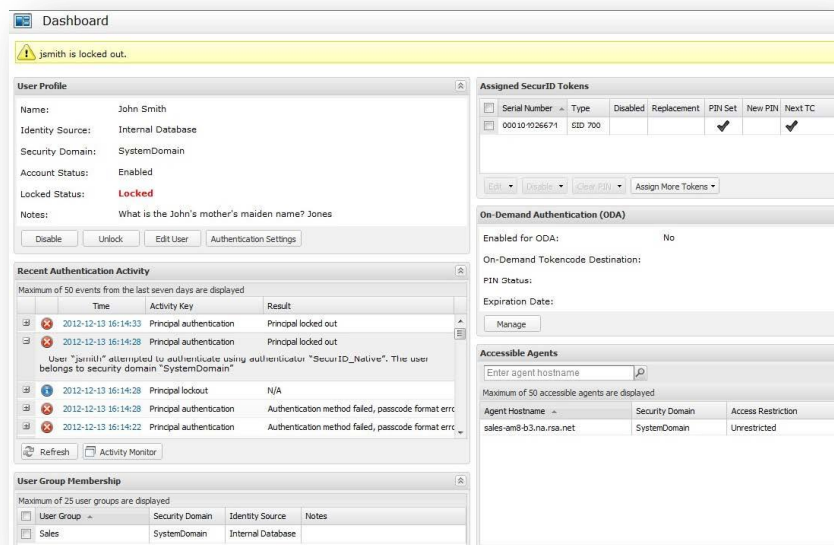 Dashboard
jsmith is locked out.
User Profile
Name: John Smith
Identity Source: Internal Database
Security Domain: SystemDomain
Account Status: Enabled
Locked Status: Locked
Notes: What is the John's mother's maiden name? Jones
Disable Unlock Edit User Authentication Settings
Recent Authentication Activity
Maximum of 50 events from the last seven days are displayed
Time Activity Key Result
2012-12-13 16:14:33 Principal authentication Principal locked out
2012-12-13 16:14:28 Principal authentication Principal locked out
User "jsmith" attempted to authenticate using authenticator "SecurID_Native". The user
belongs to security domain "SystemDomain"
2012-12-13 16:14:28 Principal lockout N/A
2012-12-13 16:14:28 Principal authentication Authentication method failed, passcode format errc
2012-12-13 16:14:22 Principal authentication Authentication method failed, passcode format errc
Refresh Activity Monitor
User Group Membership
Maximum of 25 user groups are displayed
User Group Security Domain Identity Source Notes
Sales SystemDomain Internal Database
Assigned SecurID Tokens
Serial Number Type Disabled Replacement PIN Set New PIN Next TC
SID 700
Edit Disable Clear PIN Assign More Tokens
On-Demand Authentication (ODA)
Enabled for ODA: No
On-Demand Tokencode Destination:
PIN Status:
Expiration Date:
Manage
Accessible Agents
Enter agent hostname
Maximum of 50 accessible agents are displayed
Agent Hostname Security Domain Access Restriction
sales-am8-b3.na.rsa.net SystemDomain Unrestricted